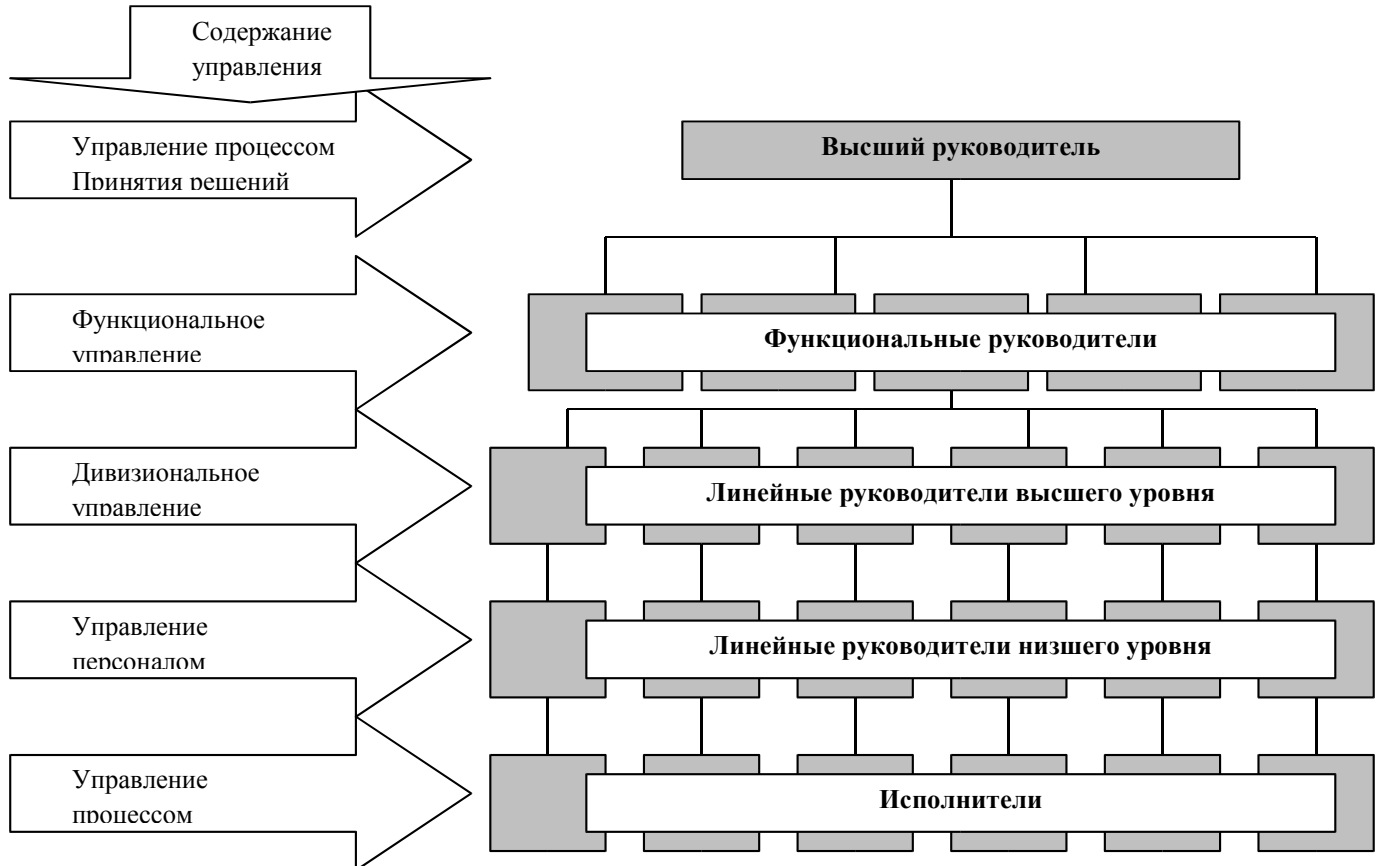 Содержание
управления
Управление процессом
Принятия решений
Высший руководитель
Функциональное
управление
Функциональные руководители
Дивизиональное
управление
Линейные руководители высшего уровня
Управление
персоналом
Линейные руководители низшего уровня
Управление
процессом
Исполнители